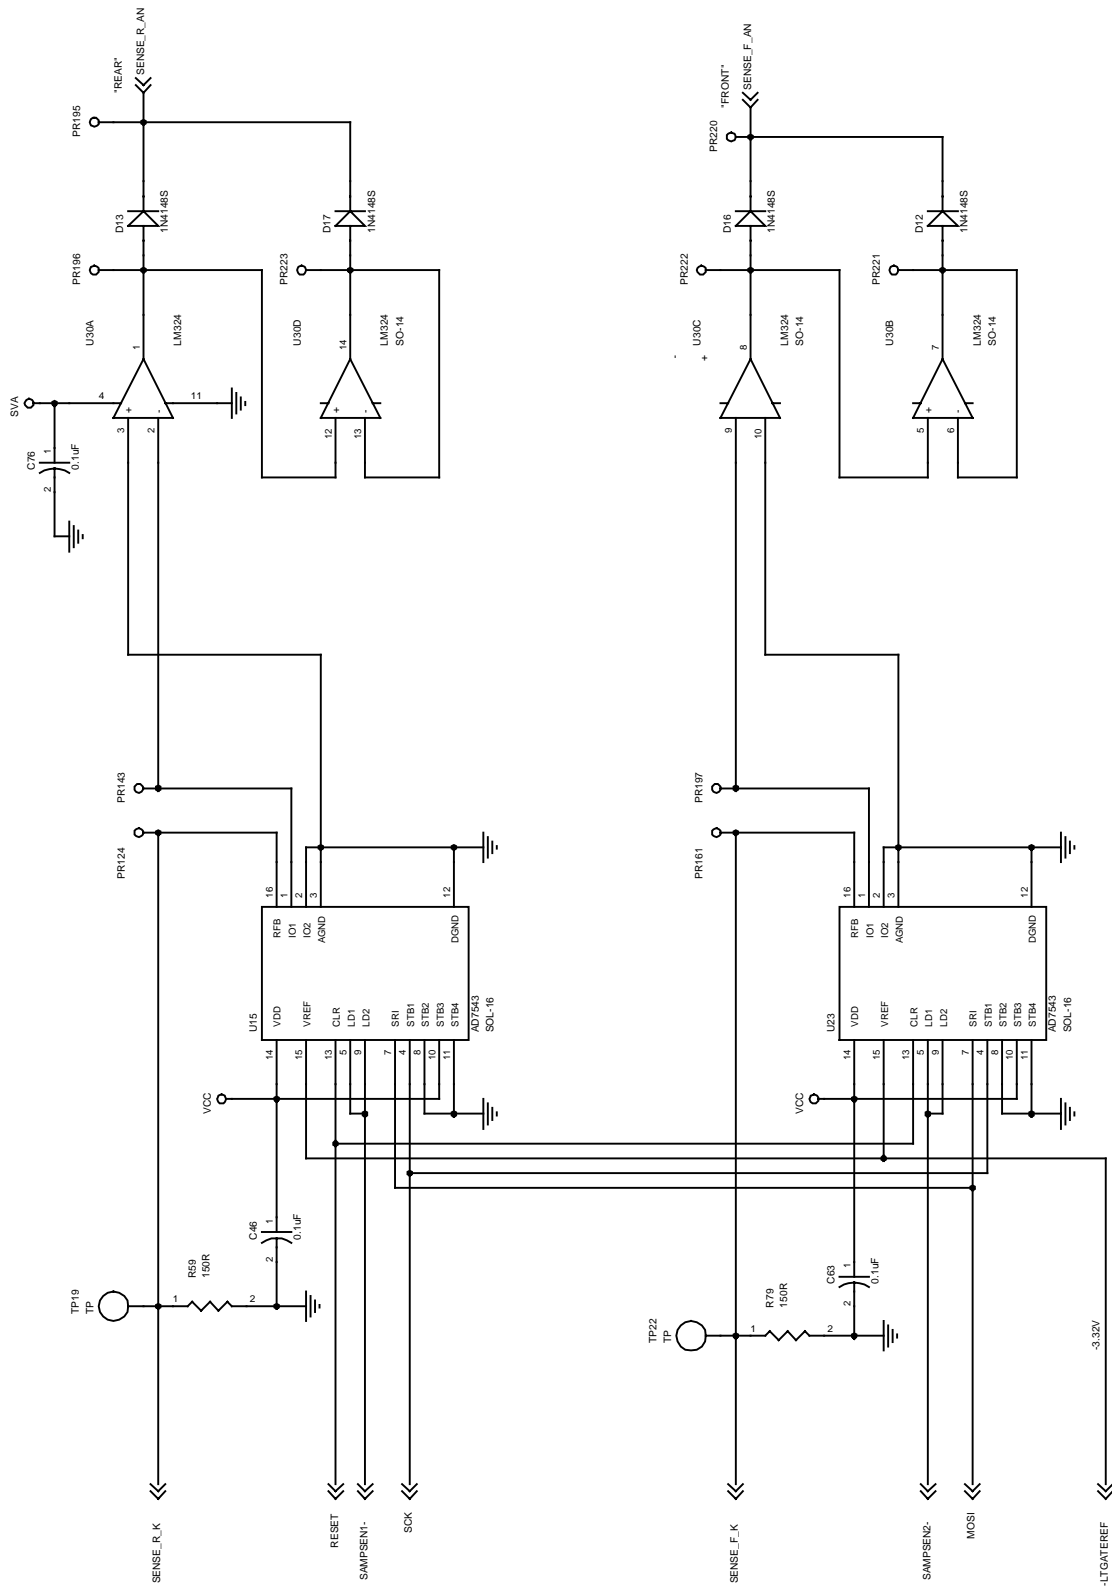 "REAR"
SENSE_R_AN
PR195
D13
1N4148S
D17
1N4148S
PR196
PR223
U30A
LM324
1
U30D
LM324
SO-14
14
SVA
4
11
+
-
3
2
+
-
12
13
C76
0.1uF
1
2
PR143
PR124
16
1
2
3
12
RFB
IO1
IO2
AGND
DGND
U15
AD7543
SOL-16
VDD
VREF
CLR
LD1
LD2
SRI
STB1
STB2
STB3
STB4
14
15
13
5
9
7
4
8
10
11
VCC
C46
0.1uF
1
2
R59
150R
1
2
TP19
TP
SENSE_R_K
RESET
SAMPSEN1-
SCK
"FRONT"
SENSE_F_AN
PR220
D16
1N4148S
D12
1N4148S
PR222
PR221
U30C
LM324
SO-14
8
-
+
9
10
U30B
LM324
SO-14
7
+
-
5
6
PR197
PR161
16
1
2
3
12
RFB
IO1
IO2
AGND
DGND
U23
AD7543
SOL-16
VDD
VREF
CLR
LD1
LD2
SRI
STB1
STB2
STB3
STB4
14
15
13
5
9
7
4
8
10
11
VCC
C63
0.1uF
1
2
R79
150R
1
2
TP22
TP
-3.32V
SENSE_F_K
SAMPSEN2-
MOSI
-LTGATEREF